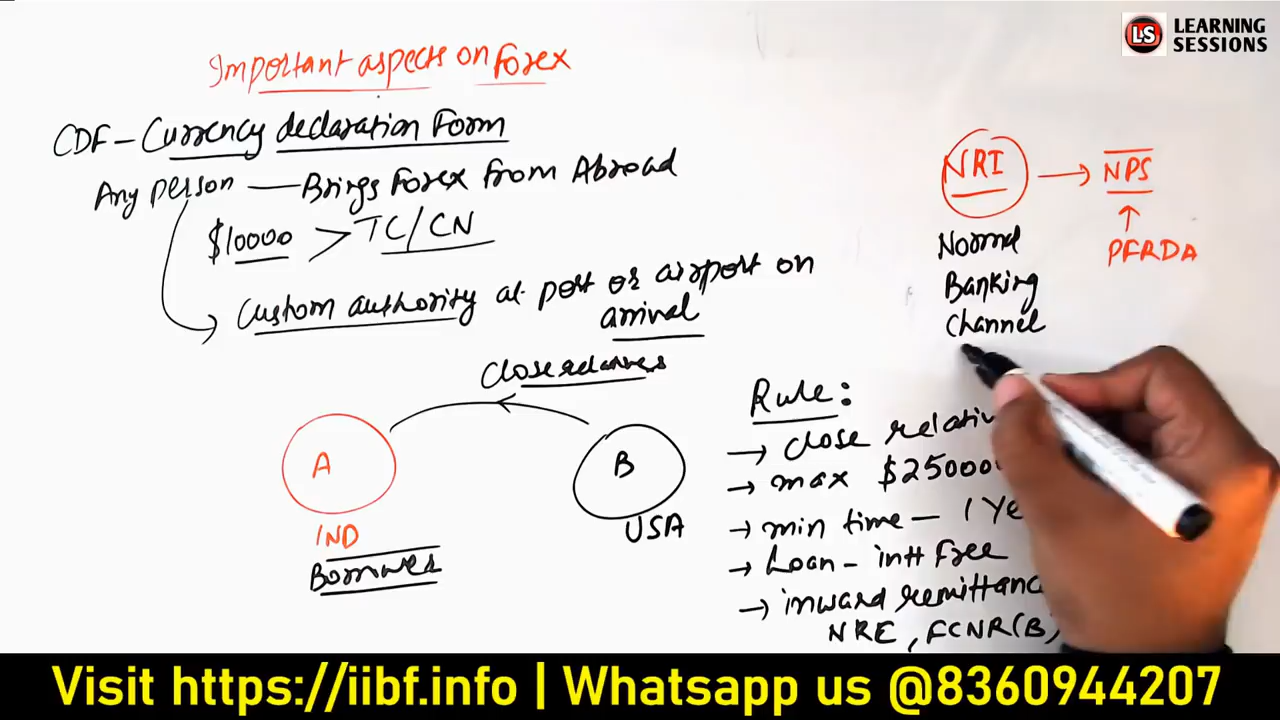 LS LEARNING SESSIONS
Important aspects on Forex
CDF - Currency declaration Form
Any person — Brings Forex from Abroad
$10000 > TC/CN
Custom authority at port or airport on
arrival
Close relatives
A
B
IND
USA
Borrower
NRI → NPS
PFRDA
Normal
Banking
Channel
Rule:
→ close
→ max $25000
→ min time - 1
→ Loan - intt Free
→ inward
NRE, FCNR(B)
Visit https://iibf.info | Whatsapp us @8360944207